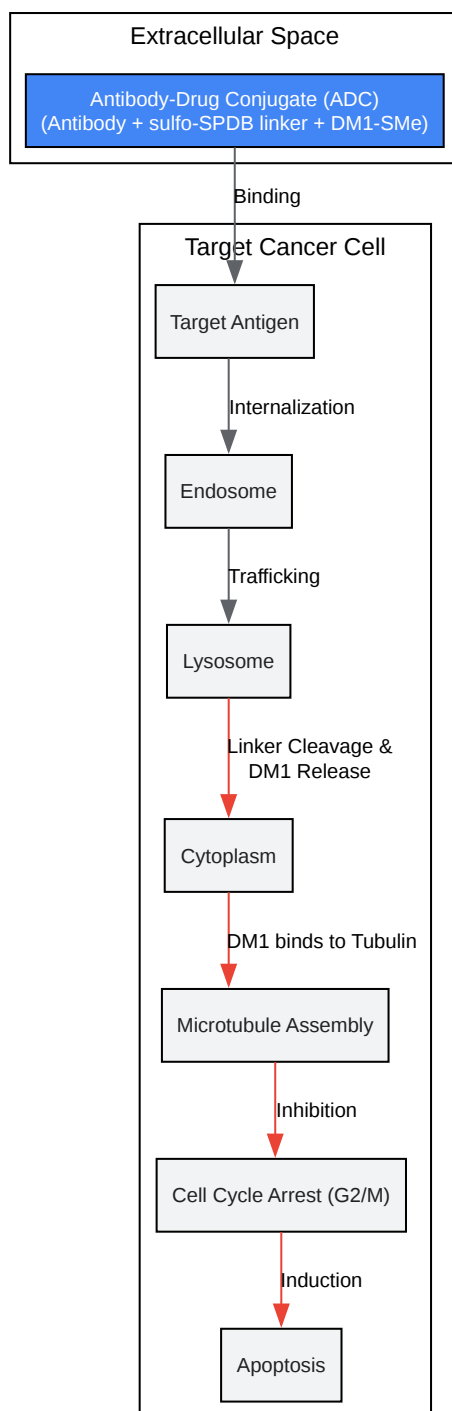 Extracellular Space
Antibody-Drug Conjugate (ADC)
(Antibody + sulfo-SPDB linker + DM1-SMe)
Binding
Target Cancer Cell
Target Antigen
Internalization
Endosome
Trafficking
Lysosome
Linker Cleavage &
DM1 Release
Cytoplasm
DM1 binds to Tubulin
Microtubule Assembly
Inhibition
Cell Cycle Arrest (G2/M)
Induction
Apoptosis